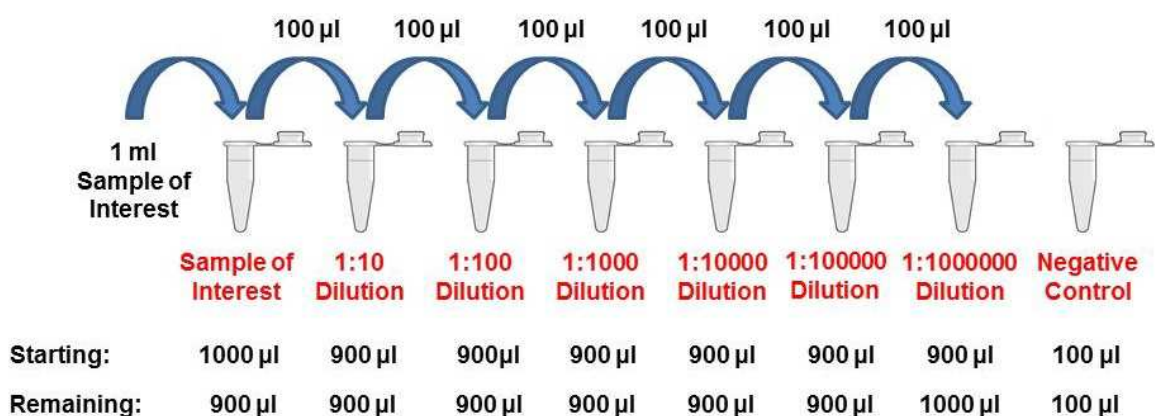 100 µl 100 µl 100 µl 100 µl 100 µl 100 µl
1 ml
Sample of
Interest
Sample of Interest
1:10 Dilution
1:100 Dilution
1:1000 Dilution
1:10000 Dilution
1:100000 Dilution
1:1000000 Dilution
Negative Control
Starting: 1000 µl 900 µl 900µl 900 µl 900 µl 900 µl 900 µl 100 µl
Remaining: 900 µl 900 µl 900 µl 900 µl 900 µl 900 µl 1000 µl 100 µl